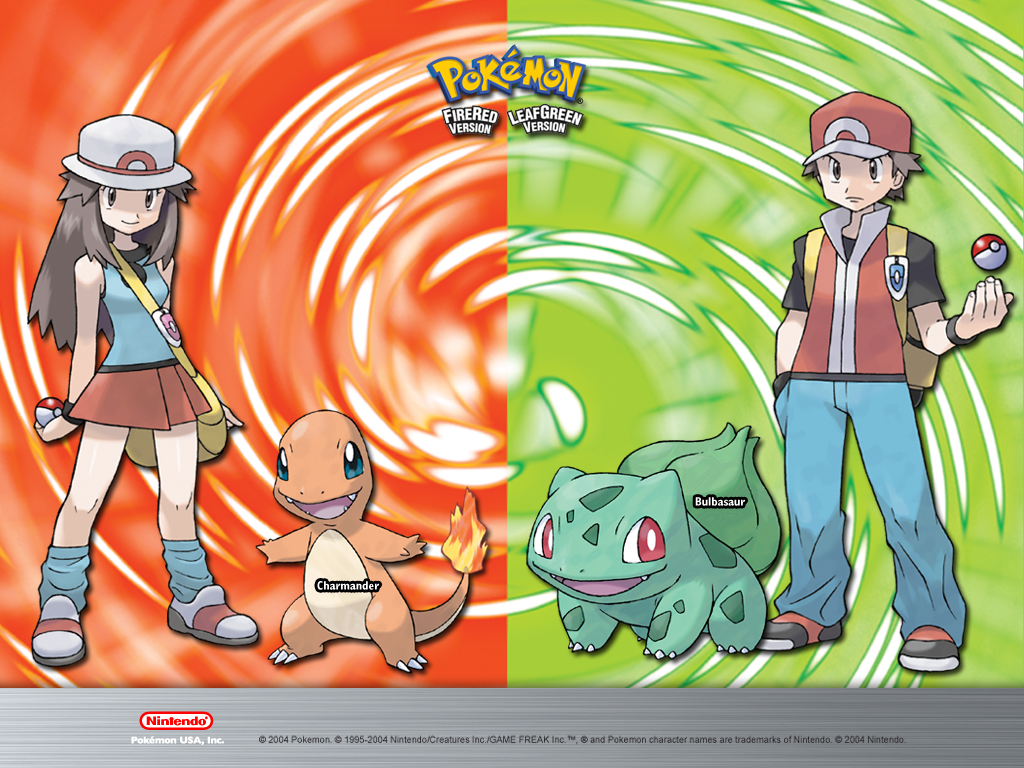 POKéMON®
FIRERED LEAFGREEN
VERSION VERSION
Bulbasaur
Charmander
Nintendo®
Pokémon USA, Inc.
© 2004 Pokemon. © 1995-2004 Nintendo/Creatures Inc./GAME FREAK Inc.™, ® and Pokemon character names are trademarks of Nintendo. © 2004 Nintendo.